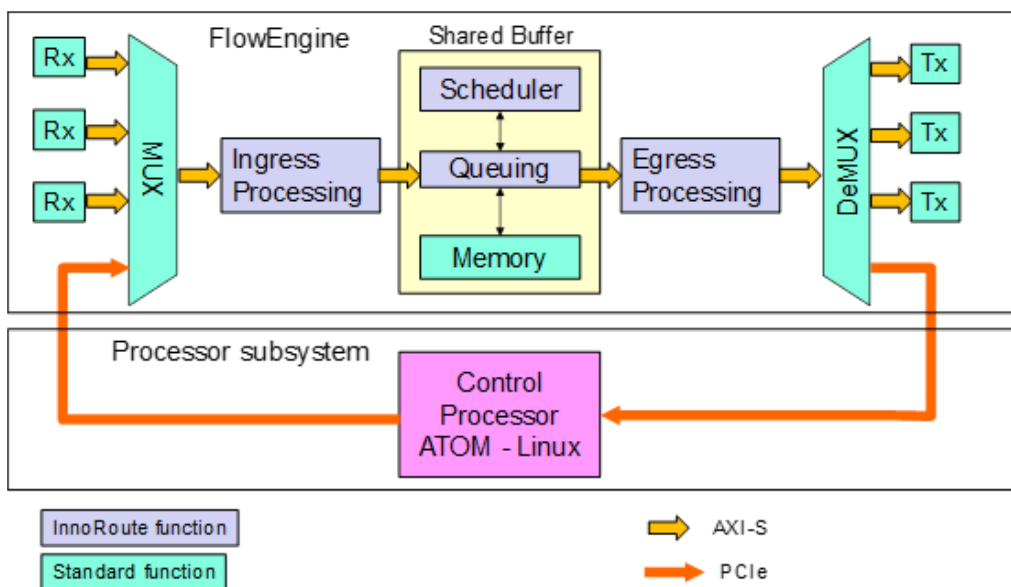 FlowEngine
Shared Buffer
Rx
Rx
Rx
MUX
Ingress
Processing
Scheduler
Queuing
Memory
Egress
Processing
DeMUX
Tx
Tx
Tx
Processor subsystem
Control
Processor
ATOM - Linux
InnoRoute function
Standard function
AXI-S
PCIe